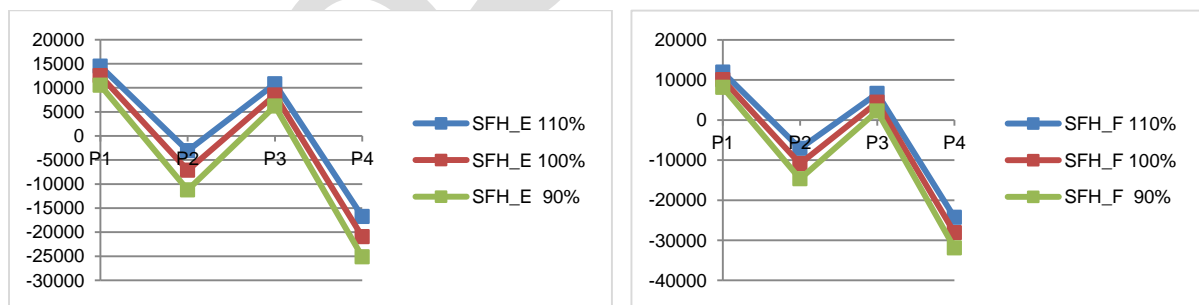 20000
15000
10000
5000
0
-5000
-10000
-15000
-20000
-25000
-30000
P1
P2
P3
P4
SFH_E 110%
SFH_E 100%
SFH_E 90%
20000
10000
0
-10000
-20000
-30000
-40000
P1
P2
P3
P4
SFH_F 110%
SFH_F 100%
SFH_F 90%